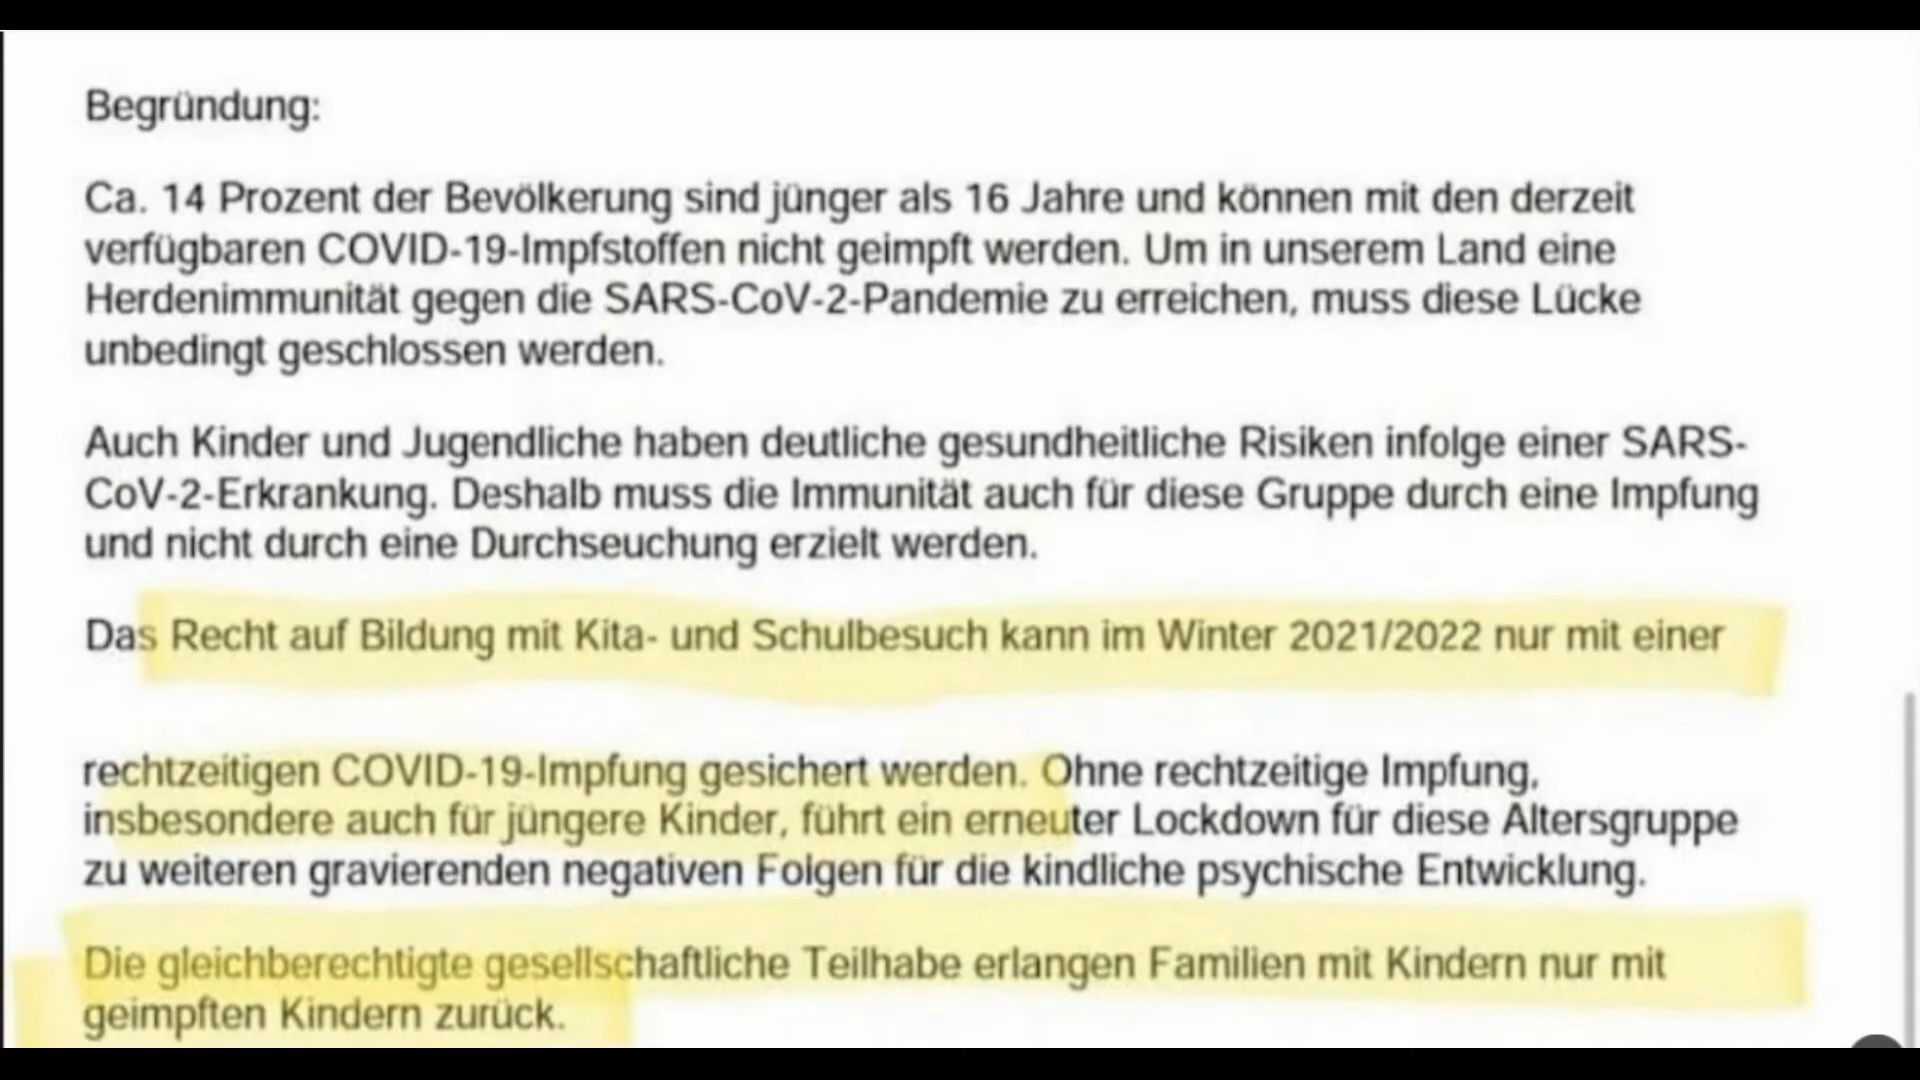 Begründung:
Ca. 14 Prozent der Bevölkerung sind jünger als 16 Jahre und können mit den derzeit
verfügbaren COVID-19-Impfstoffen nicht geimpft werden. Um in unserem Land eine
Herdenimmunität gegen die SARS-CoV-2-Pandemie zu erreichen, muss diese Lücke
unbedingt geschlossen werden.
Auch Kinder und Jugendliche haben deutliche gesundheitliche Risiken infolge einer SARS-
CoV-2-Erkrankung. Deshalb muss die Immunität auch für diese Gruppe durch eine Impfung
und nicht durch eine Durchseuchung erzielt werden.
Das Recht auf Bildung mit Kita- und Schulbesuch kann im Winter 2021/2022 nur mit einer
rechtzeitigen COVID-19-Impfung gesichert werden. Ohne rechtzeitige Impfung,
insbesondere auch für jüngere Kinder, führt ein erneuter Lockdown für diese Altersgruppe
zu weiteren gravierenden negativen Folgen für die kindliche psychische Entwicklung.
Die gleichberechtigte gesellschaftliche Teilhabe erlangen Familien mit Kindern nur mit
geimpften Kindern zurück.